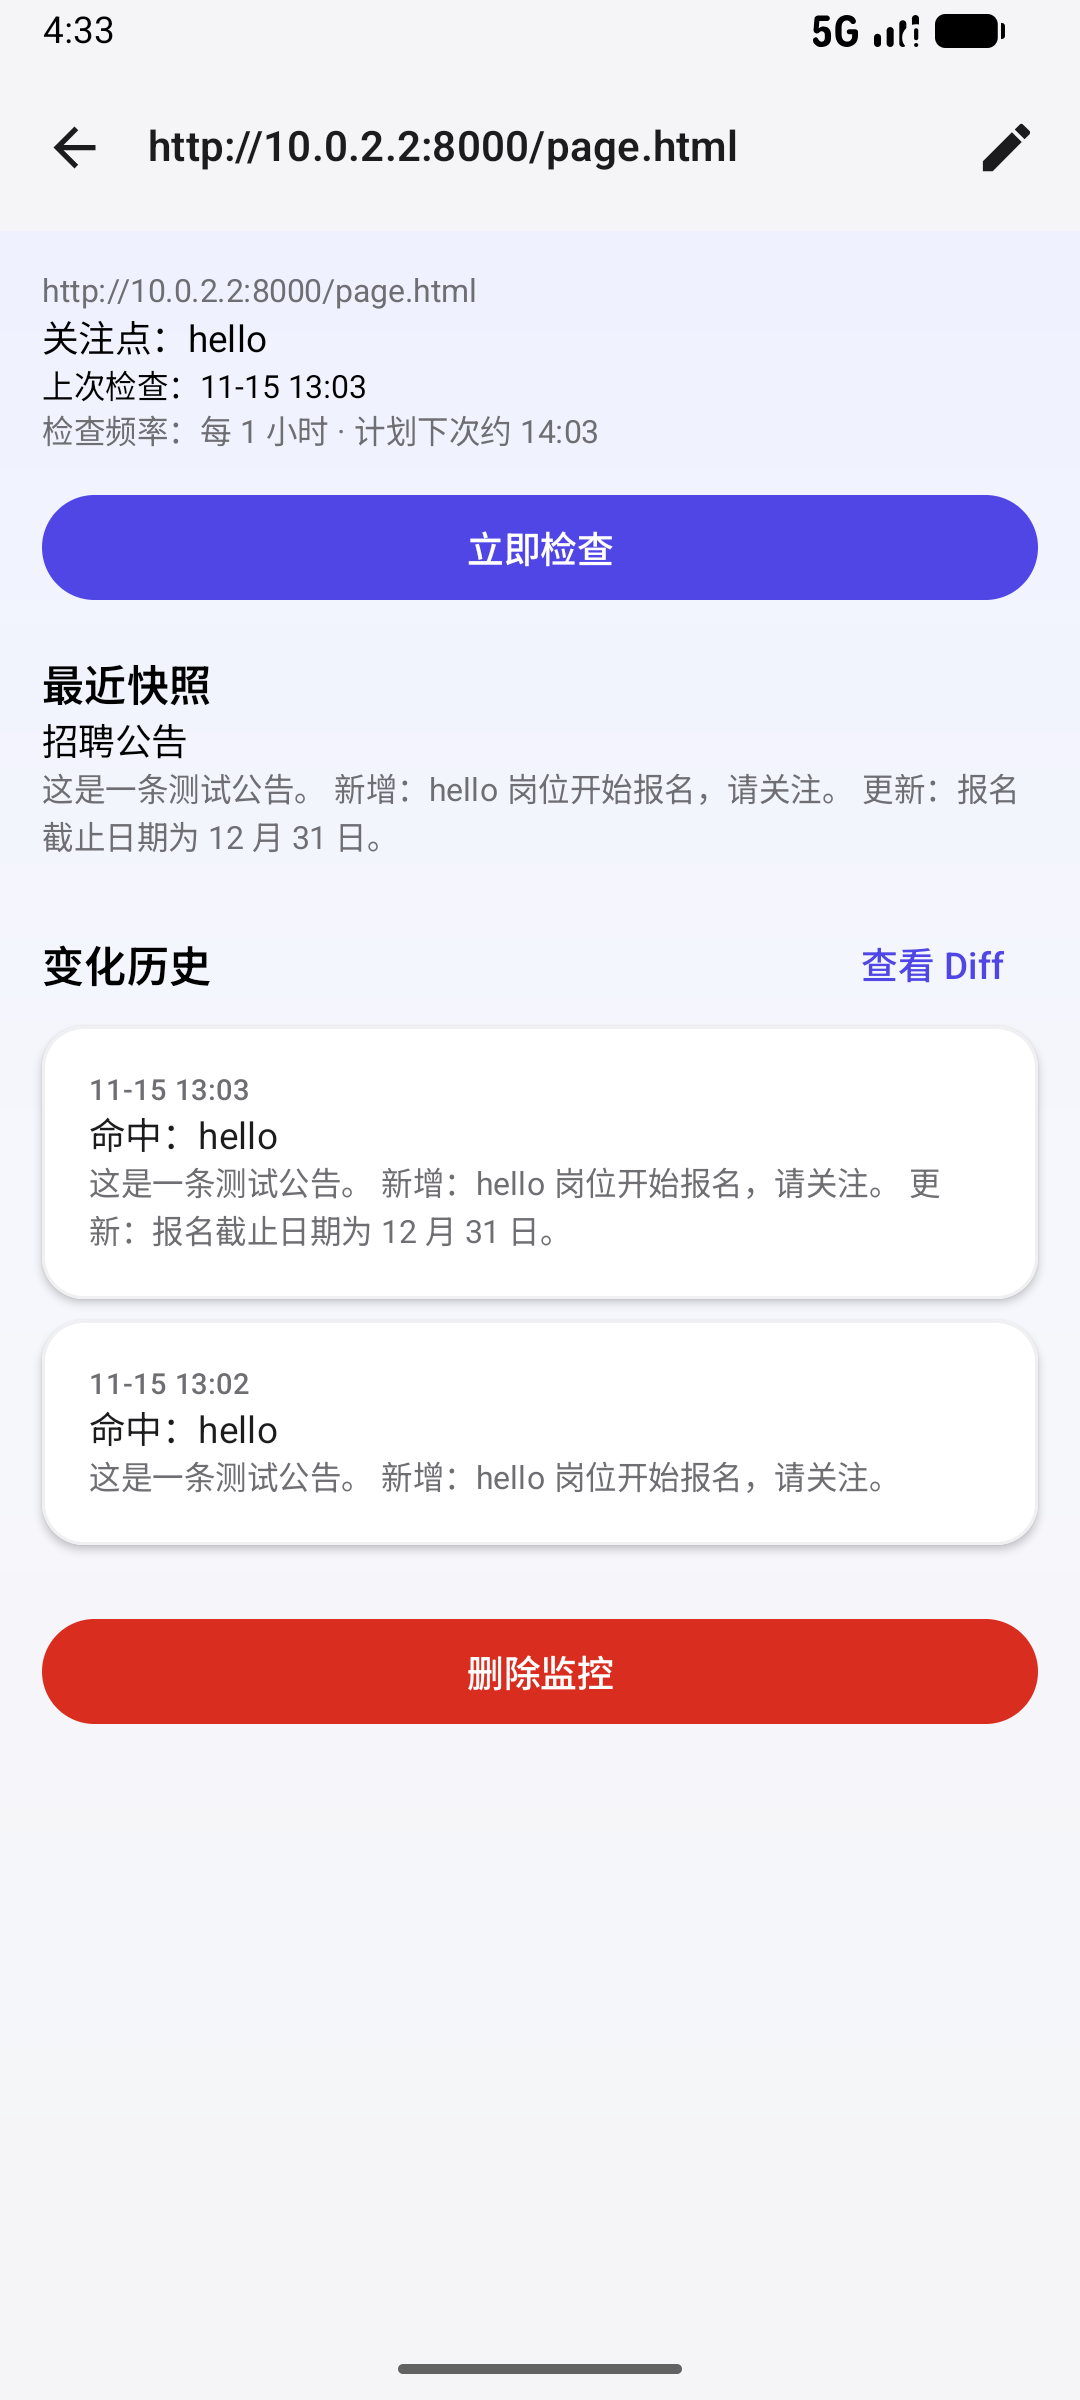 4:33
5G
http://10.0.2.2:8000/page.html
http://10.0.2.2:8000/page.html
关注点：hello
上次检查：11-15 13:03
检查频率：每 1 小时 · 计划下次约 14:03
立即检查
最近快照
招聘公告
这是一条测试公告。 新增：hello 岗位开始报名，请关注。 更新：报名
截止日期为 12 月 31 日。
变化历史
查看 Diff
11-15 13:03
命中：hello
这是一条测试公告。 新增：hello 岗位开始报名，请关注。 更
新：报名截止日期为 12 月 31 日。
11-15 13:02
命中：hello
这是一条测试公告。 新增：hello 岗位开始报名，请关注。
删除监控